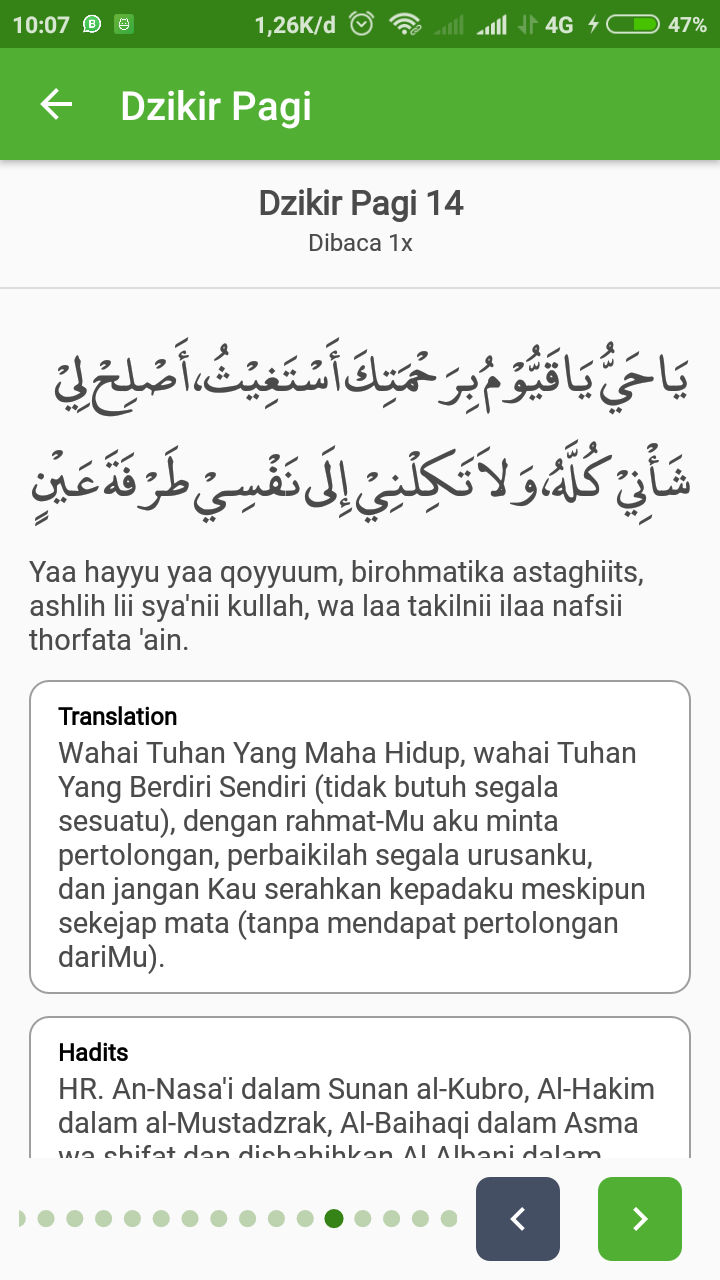 10:07
1,26K/d
4G
47%
Dzikir Pagi
Dzikir Pagi 14
Dibaca 1x
يَا حَيُّ يَا قَيُّوْمُ بِرَحْمَتِكَ أَسْتَغِيْثُ، أَصْلِحْ لِيْ
شَأْنِيْ كُلَّهُ، وَلاَ تَكِلْنِيْ إِلَى نَفْسِيْ طَرْفَةَ عَيْنٍ
Yaa hayyu yaa qoyyuum, birohmatika astaghiits,
ashlih lii sya'nii kullah, wa laa takilnii ilaa nafsii
thorfata 'ain.
Translation
Wahai Tuhan Yang Maha Hidup, wahai Tuhan
Yang Berdiri Sendiri (tidak butuh segala
sesuatu), dengan rahmat-Mu aku minta
pertolongan, perbaikilah segala urusanku,
dan jangan Kau serahkan kepadaku meskipun
sekejap mata (tanpa mendapat pertolongan
dariMu).
Hadits
HR. An-Nasa'i dalam Sunan al-Kubro, Al-Hakim
dalam al-Mustadzrak, Al-Baihaqi dalam Asma
wa shifat dan dishahihkan Al Albani dalam